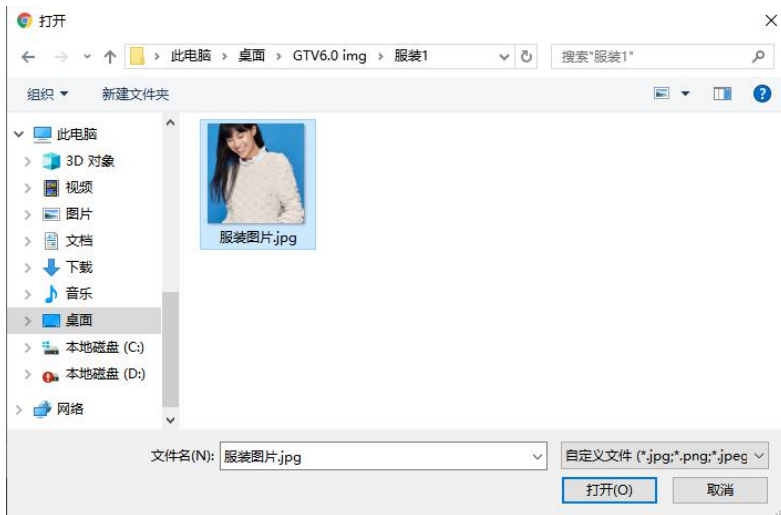 打开
此电脑 › 桌面 › GTV6.0 img › 服装1
搜索"服装1"
组织
新建文件夹
此电脑
3D 对象
视频
图片
文档
下载
音乐
桌面
本地磁盘 (C:)
本地磁盘 (D:)
网络
服装图片.jpg
文件名(N): 服装图片.jpg
自定义文件 (*.jpg;*.png;*.jpeg
打开(O)
取消